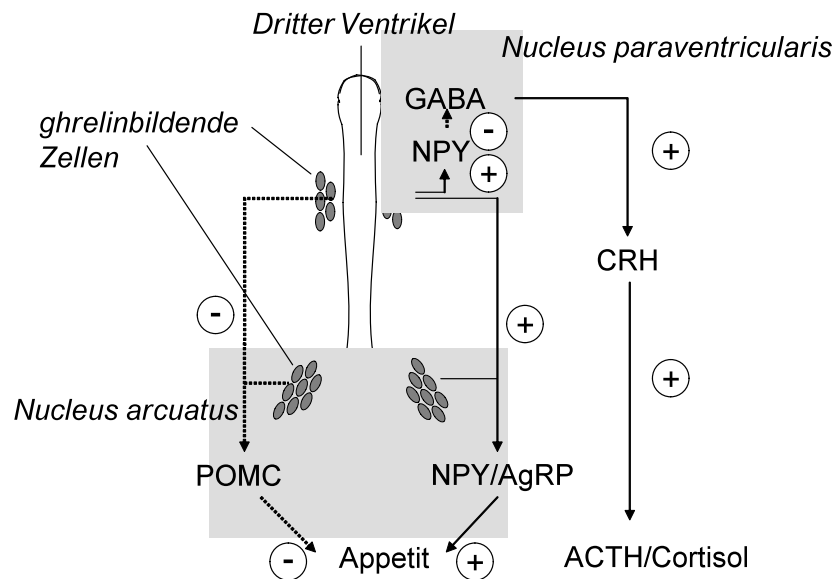 Dritter Ventrikel
Nucleus paraventricularis
GABA
ghrelinbildende
Zellen
-
NPY
+
+
CRH
-
+
+
Nucleus arcuatus
POMC
NPY/AgRP
-
Appetit
+
ACTH/Cortisol